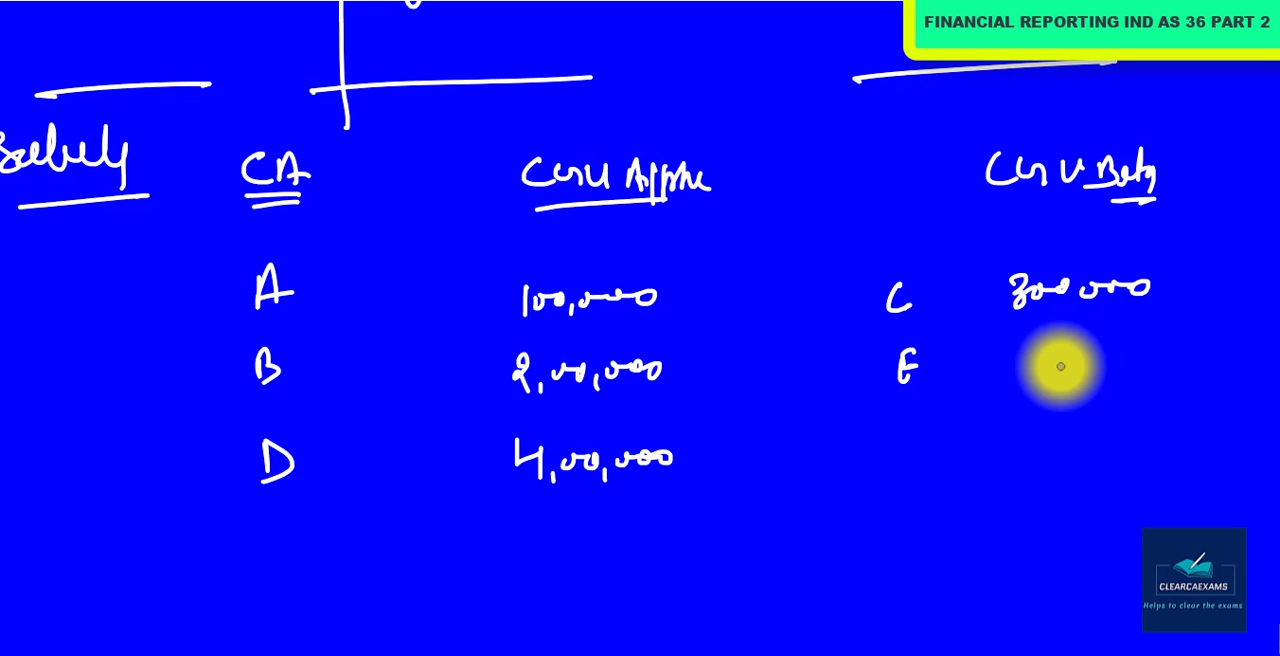 FINANCIAL REPORTING IND AS 36 PART 2
CA CGU Alpha CGU Beta
A 100,000 C 300000
B 2,00,000 E
D 4,00,000
CLEARCAEXAMS
Helps to clear the exams